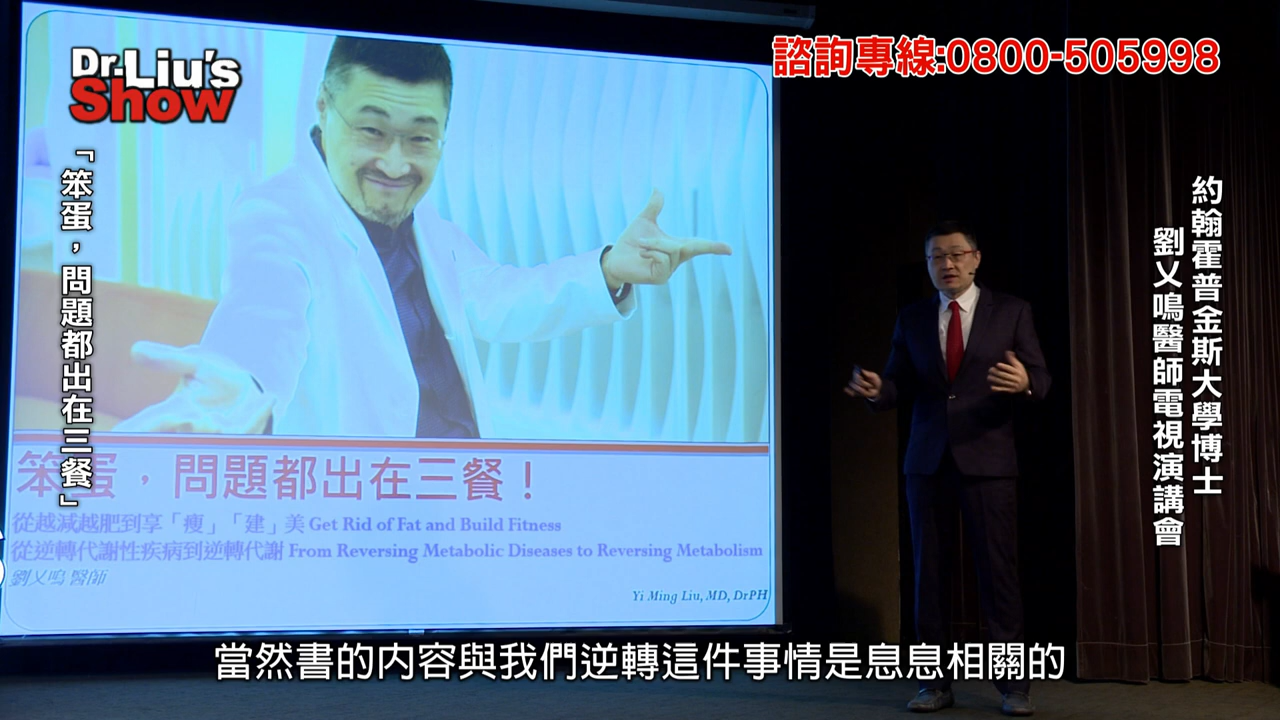 Dr.Liu's
Show
諮詢專線:0800-505998
「笨蛋，問題都出在三餐」
約翰霍普金斯大學博士
劉乂鳴醫師電視演講會
笨蛋，問題都出在三餐！
從越減越肥到享「瘦」「建」美 Get Rid of Fat and Build Fitness
從逆轉代謝性疾病到逆轉代謝 From Reversing Metabolic Diseases to Reversing Metabolism
劉乂鳴 醫師
Yi Ming Liu, MD, DrPH
當然書的內容與我們逆轉這件事情是息息相關的